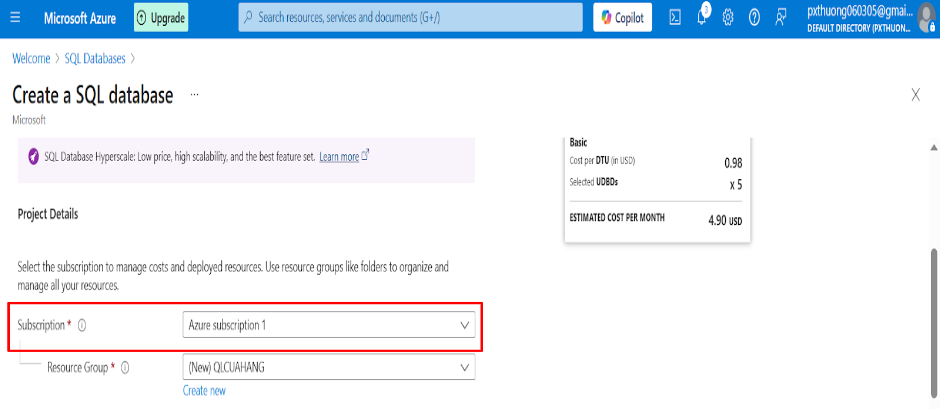 Microsoft Azure
Upgrade
Search resources, services and documents (G+/)
Copilot
3
pxthuong060305@gmai...
DEFAULT DIRECTORY (PXTHUON...
Welcome > SQL Databases >
Create a SQL database ...
Microsoft
SQL Database Hyperscale: Low price, high scalability, and the best feature set. Learn more
Project Details
Select the subscription to manage costs and deployed resources. Use resource groups like folders to organize and
manage all your resources.
Subscription * Azure subscription 1
Resource Group * (New) QLCUAHANG
Create new
Basic
Cost per DTU (in USD) 0.98
Selected UDBDs x 5
ESTIMATED COST PER MONTH 4.90 USD